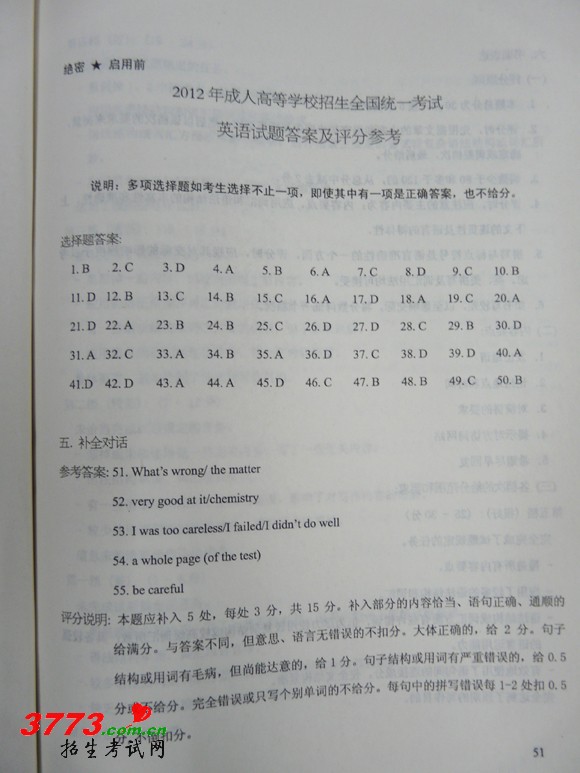 绝密 ★ 启用前
2012 年成人高等学校招生全国统一考试
英语试题答案及评分参考
说明：多项选择题如考生选择不止一项，即使其中有一项是正确答案，也不给分。
选择题答案:
1. B 2. C 3. D 4. A 5. B 6. A 7. C 8. D 9. C 10. B
11. D 12. B 13. C 14. B 15. C 16. A 17. D 18. A 19. C 20. A
21. D 22. A 23. B 24. B 25. C 26. D 27. D 28. C 29. B 30. D
31. A 32. C 33. A 34. B 35. A 36. C 37. D 38. D 39. D 40. A
41. D 42. D 43. A 44. A 45. D 46. C 47. B 48. B 49. C 50. B
五. 补全对话
参考答案: 51. What's wrong/ the matter
52. very good at it/chemistry
53. I was too careless/I failed/I didn't do well
54. a whole page (of the test)
55. be careful
评分说明: 本题应补入 5 处，每处 3 分，共 15 分。补入部分的内容恰当、语句正确、通顺的
给满分。与答案不同，但意思、语言无错误的不扣分。大体正确的，给 2 分。句子
结构或用词有毛病，但尚能达意的，给 1 分。句子结构或用词有严重错误的，给 0.5
分或不给分。完全错误或只写个别单词的不给分。每句中的拼写错误每 1-2 处扣 0.5
扣分。
3773.com.cn
招生考试网
51